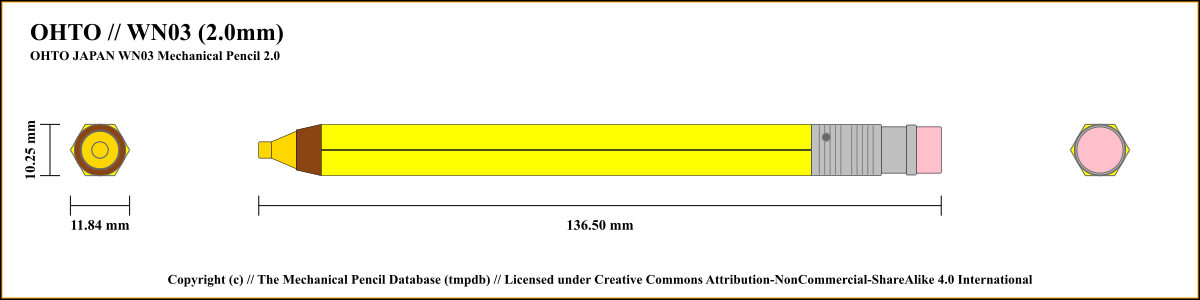 OHTO // WN03 (2.0mm)
OHTO JAPAN WN03 Mechanical Pencil 2.0
10.25 mm
11.84 mm
136.50 mm
Copyright (c) // The Mechanical Pencil Database (tmpdb) // Licensed under Creative Commons Attribution-NonCommercial-ShareAlike 4.0 International